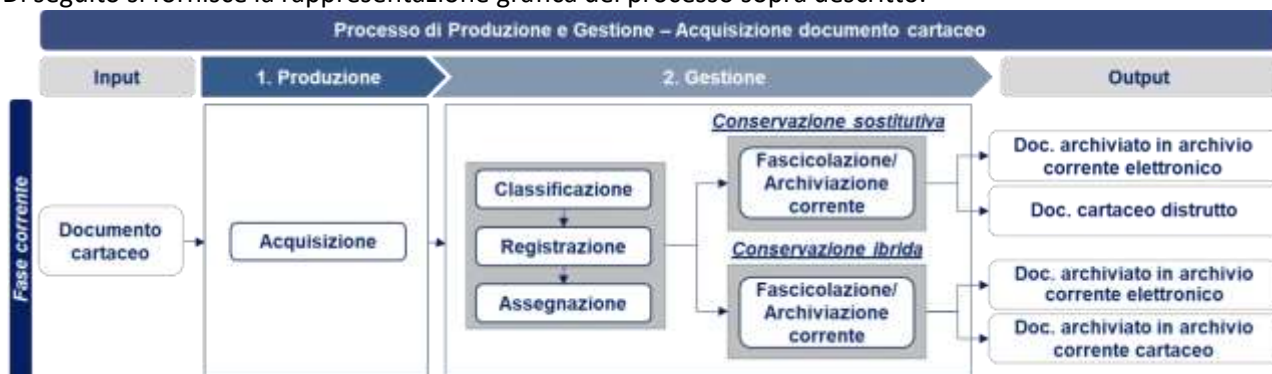 Di seguito si fornisce la rappresentazione grafica del processo sopra descritto:
Processo di Produzione e Gestione – Acquisizione documento cartaceo
Input
1. Produzione
2. Gestione
Output
Fase corrente
Documento
cartaceo
Acquisizione
Classificazione
Registrazione
Assegnazione
Conservazione sostitutiva
Fascicolazione/
Archiviazione
corrente
Conservazione ibrida
Fascicolazione/
Archiviazione
corrente
Doc. archiviato in archivio
corrente elettronico
Doc. cartaceo distrutto
Doc. archiviato in archivio
corrente elettronico
Doc. archiviato in archivio
corrente cartaceo